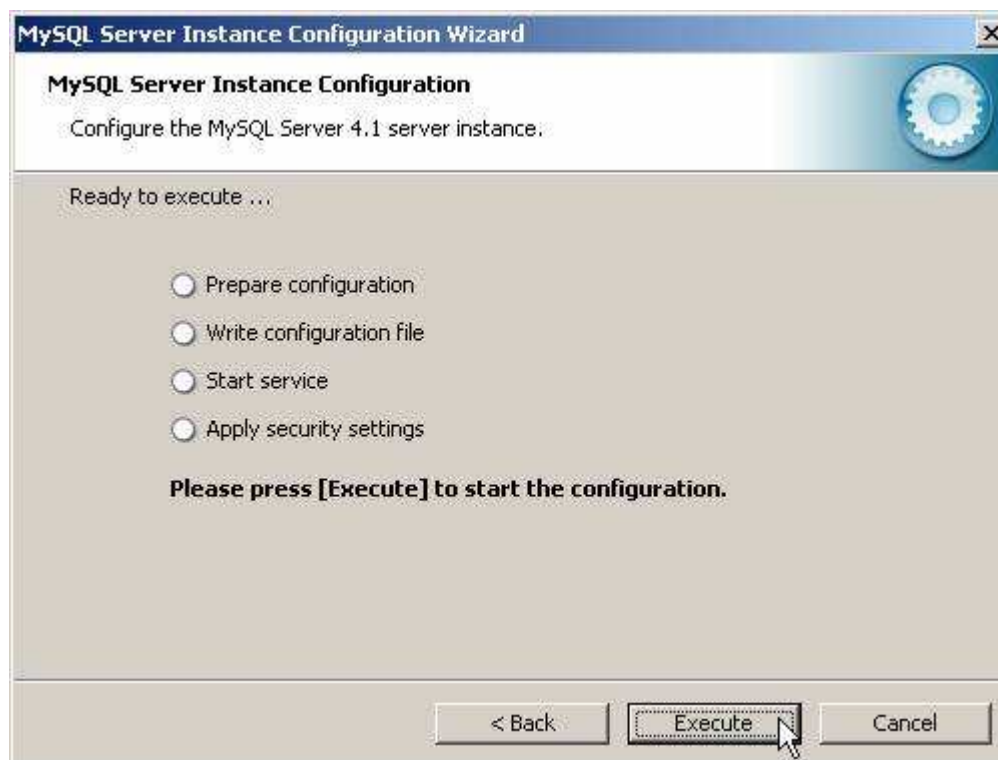 MySQL Server Instance Configuration Wizard
MySQL Server Instance Configuration
Configure the MySQL Server 4.1 server instance.
Ready to execute ...
Prepare configuration
Write configuration file
Start service
Apply security settings
Please press [Execute] to start the configuration.
< Back Execute Cancel